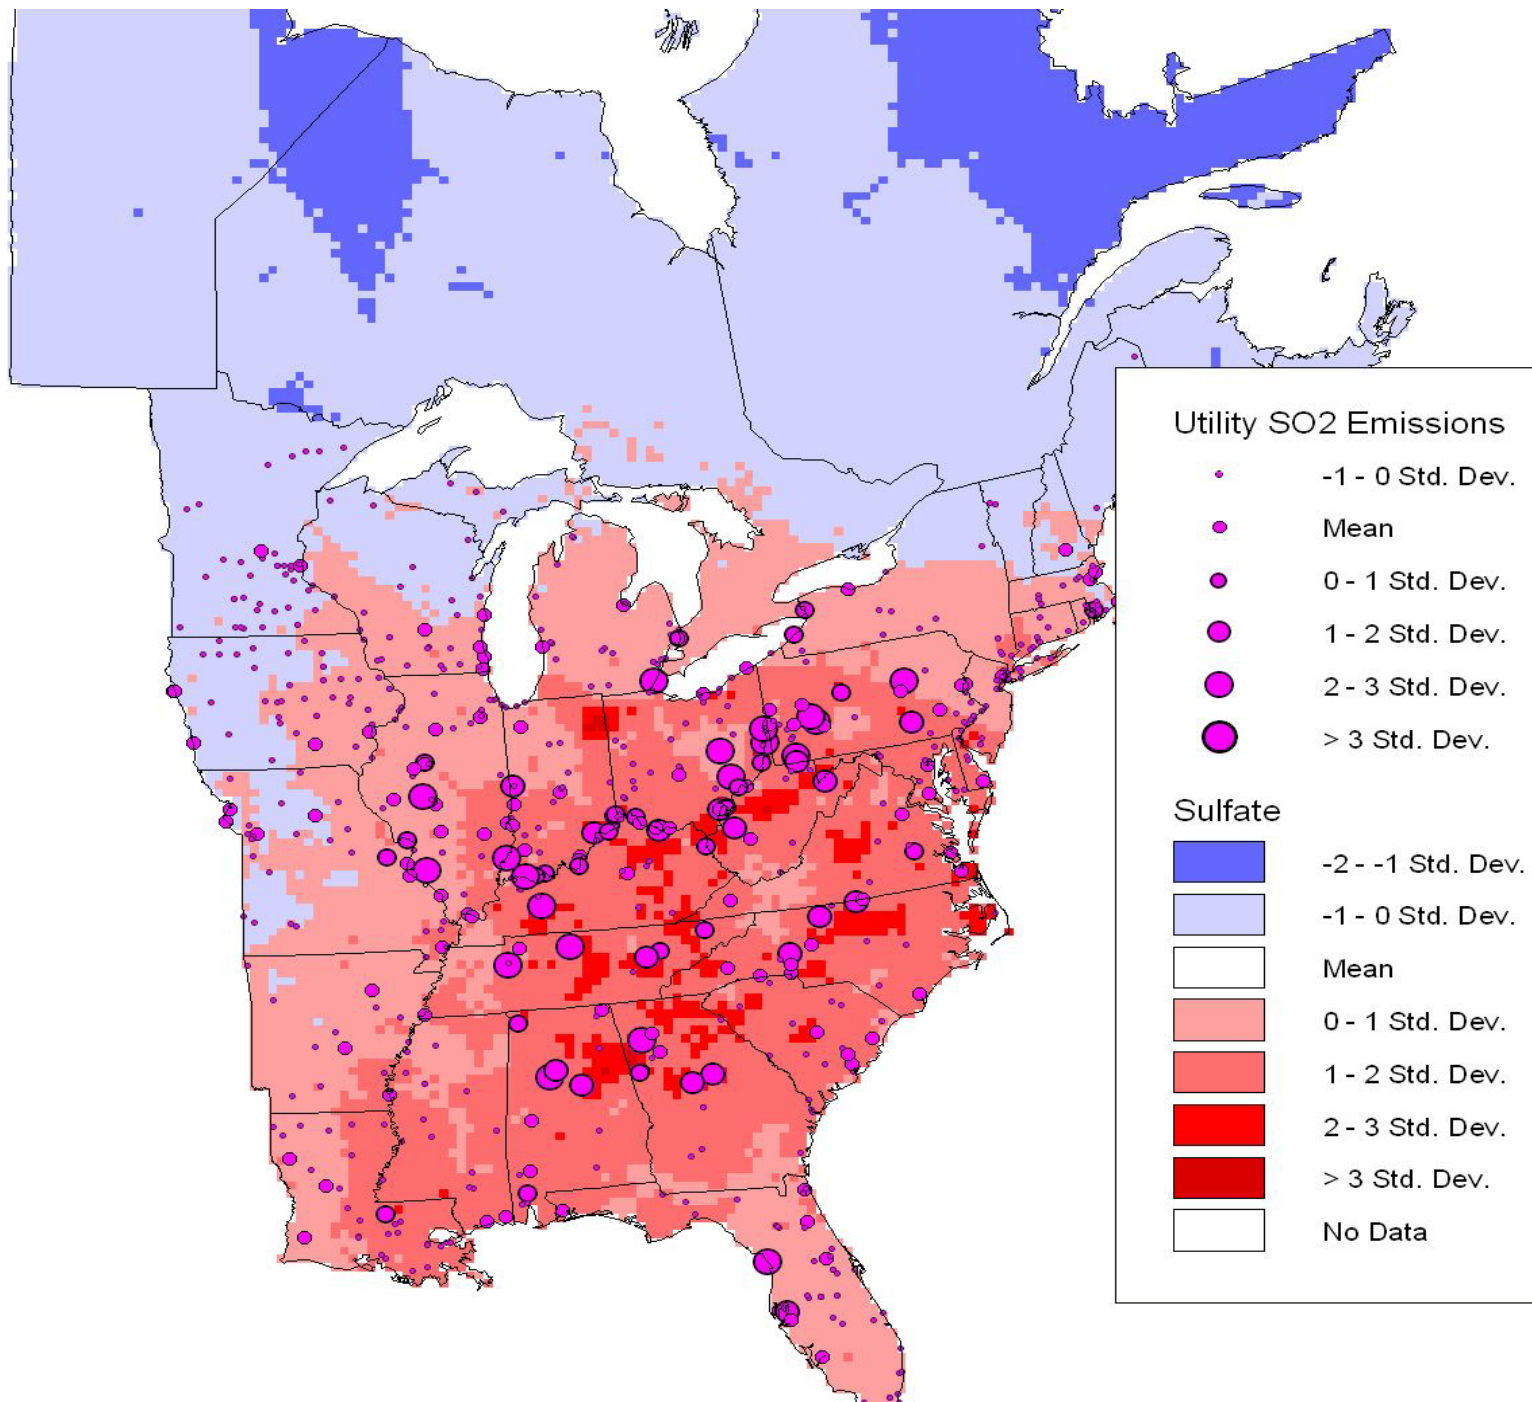 Utility SO2 Emissions
-1 - 0 Std. Dev.
Mean
0 - 1 Std. Dev.
1 - 2 Std. Dev.
2 - 3 Std. Dev.
> 3 Std. Dev.
Sulfate
-2 - -1 Std. Dev.
-1 - 0 Std. Dev.
Mean
0 - 1 Std. Dev.
1 - 2 Std. Dev.
2 - 3 Std. Dev.
> 3 Std. Dev.
No Data